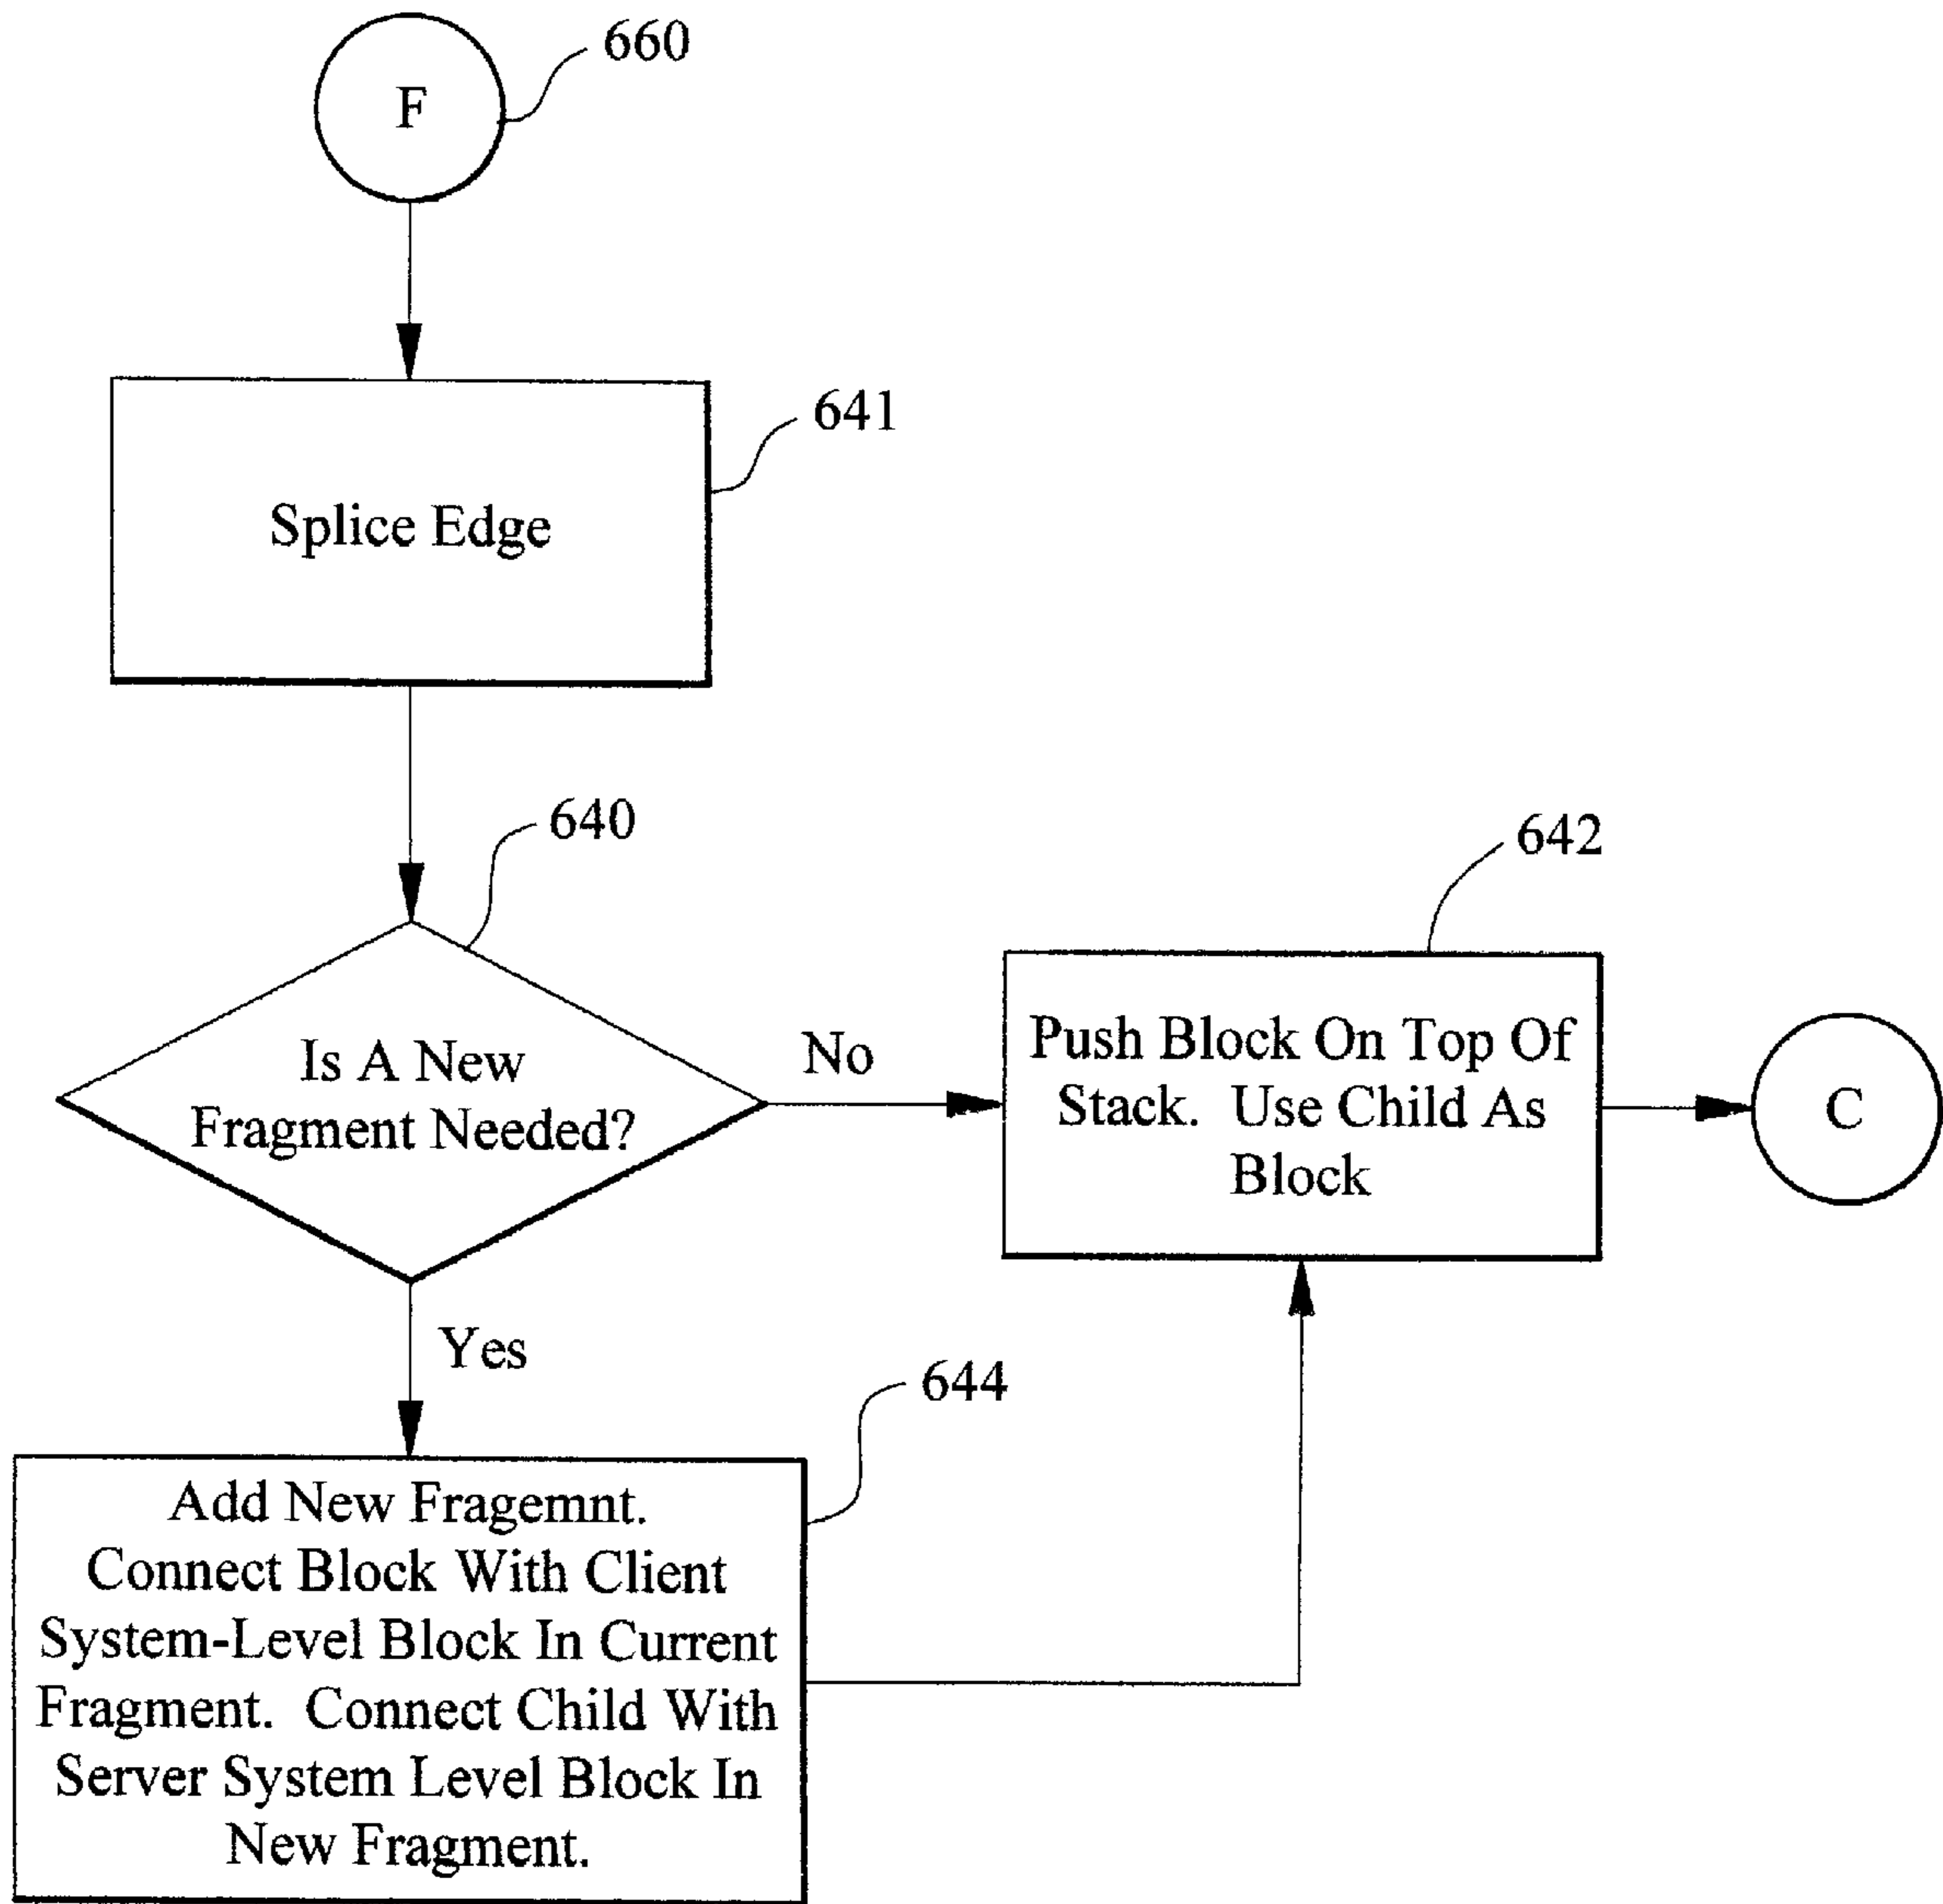 660
F
641
Splice Edge
640
Is A New
Fragment Needed?
No
642
Push Block On Top Of
Stack. Use Child As
Block
C
Yes
644
Add New Fragemnt.
Connect Block With Client
System-Level Block In Current
Fragment. Connect Child With
Server System Level Block In
New Fragment.